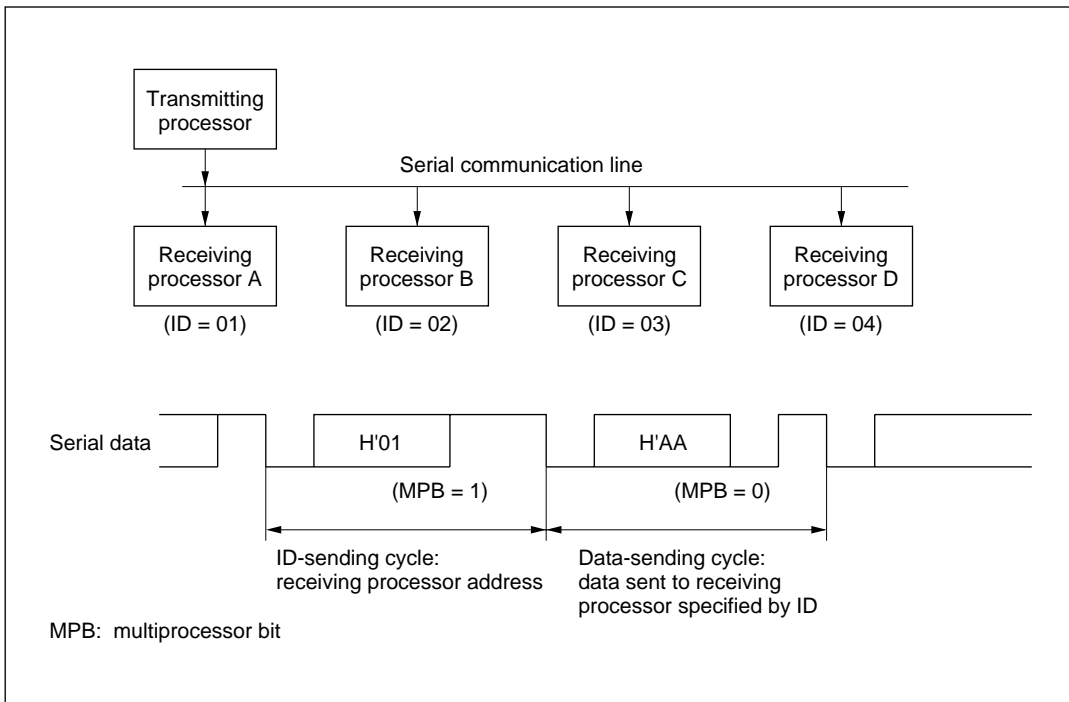 Transmitting
processor
Serial communication line
Receiving
processor A
Receiving
processor B
Receiving
processor C
Receiving
processor D
(ID = 01)
(ID = 02)
(ID = 03)
(ID = 04)
Serial data
H'01
H'AA
(MPB = 1)
(MPB = 0)
ID-sending cycle:
receiving processor address
Data-sending cycle:
data sent to receiving
processor specified by ID
MPB: multiprocessor bit